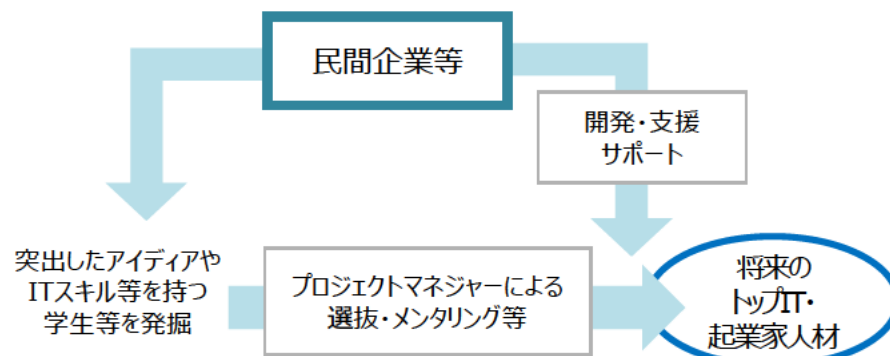 民間企業等
開発・支援
サポート
突出したアイディアや
ITスキル等を持つ
学生等を発掘
プロジェクトマネジャーによる
選抜・メンタリング等
将来の
トップIT・
起業家人材